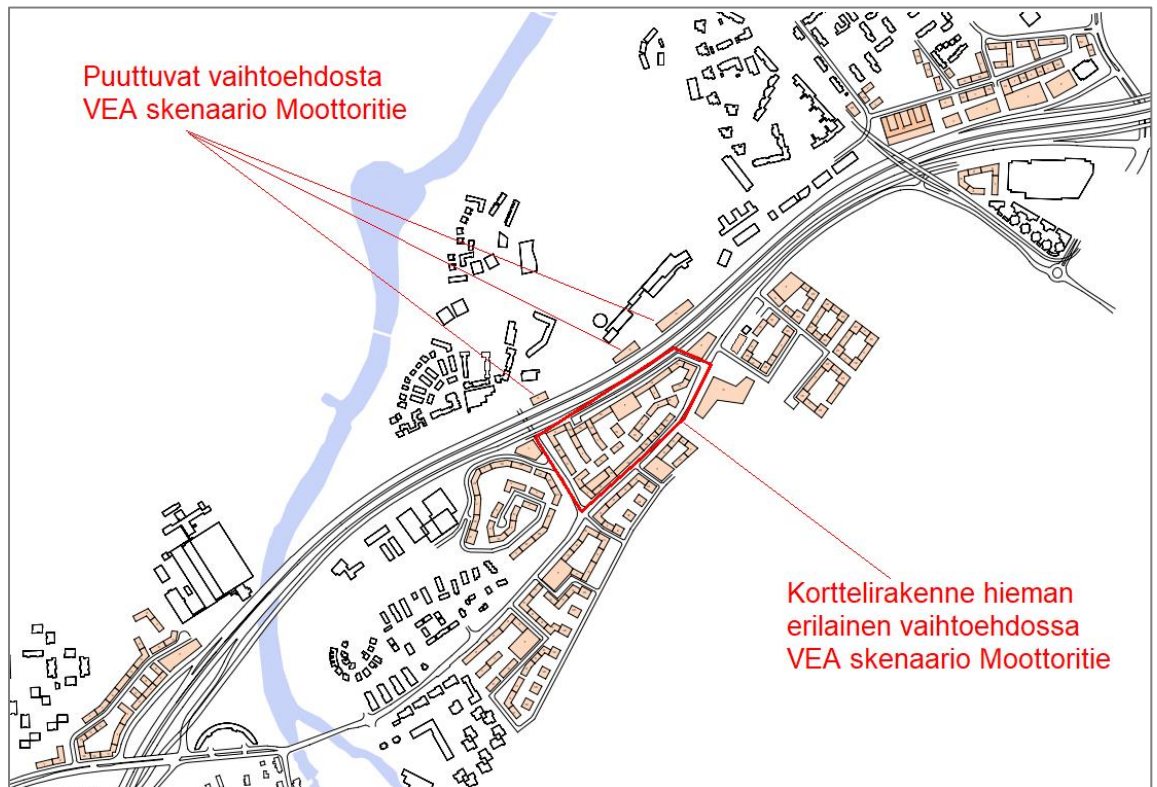 Puuttuvat vaihtoehdosta
VEA skenaario Moottoritie
Korttelirakenne hieman
erilainen vaihtoehdossa
VEA skenaario Moottoritie